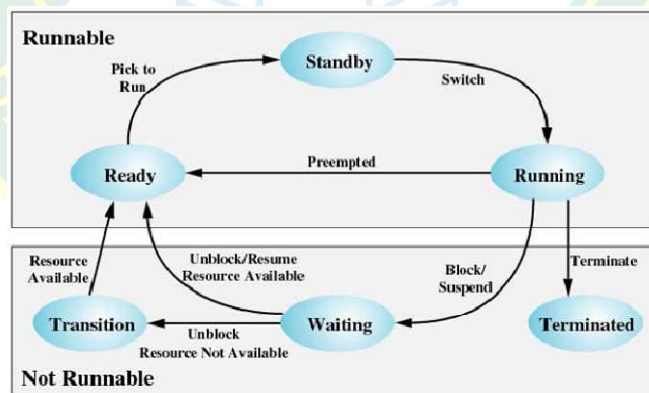 Runnable
Standby
Pick to
Run
Switch
Preempted
Ready
Running
Resource
Available
Unblock/Resume
Resource Available
Block/
Suspend
Terminate
Transition
Unblock
Resource Not Available
Waiting
Terminated
Not Runnable